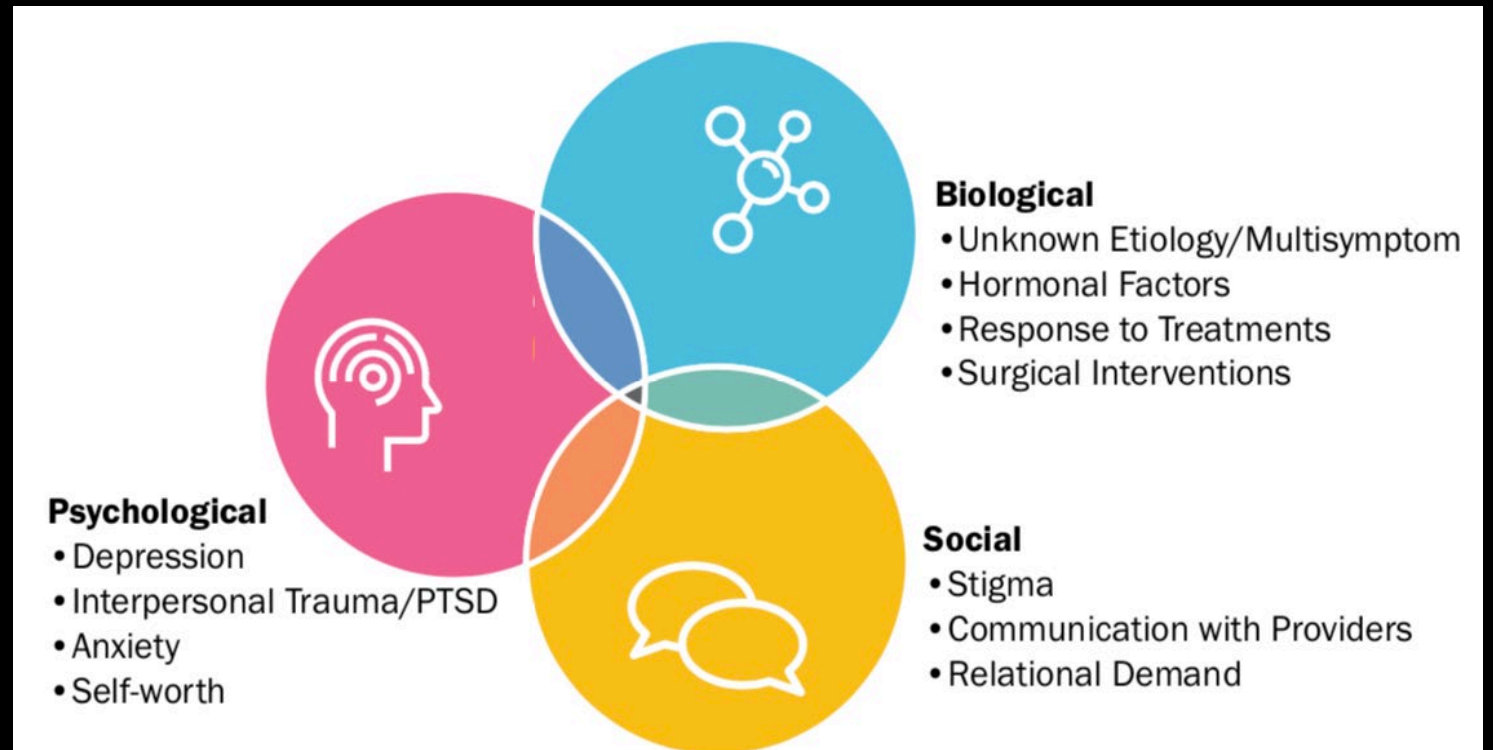 Biological
•Unknown Etiology/Multisymptom
•Hormonal Factors
•Response to Treatments
•Surgical Interventions
Psychological
•Depression
•Interpersonal Trauma/PTSD
•Anxiety
•Self-worth
Social
•Stigma
•Communication with Providers
•Relational Demand